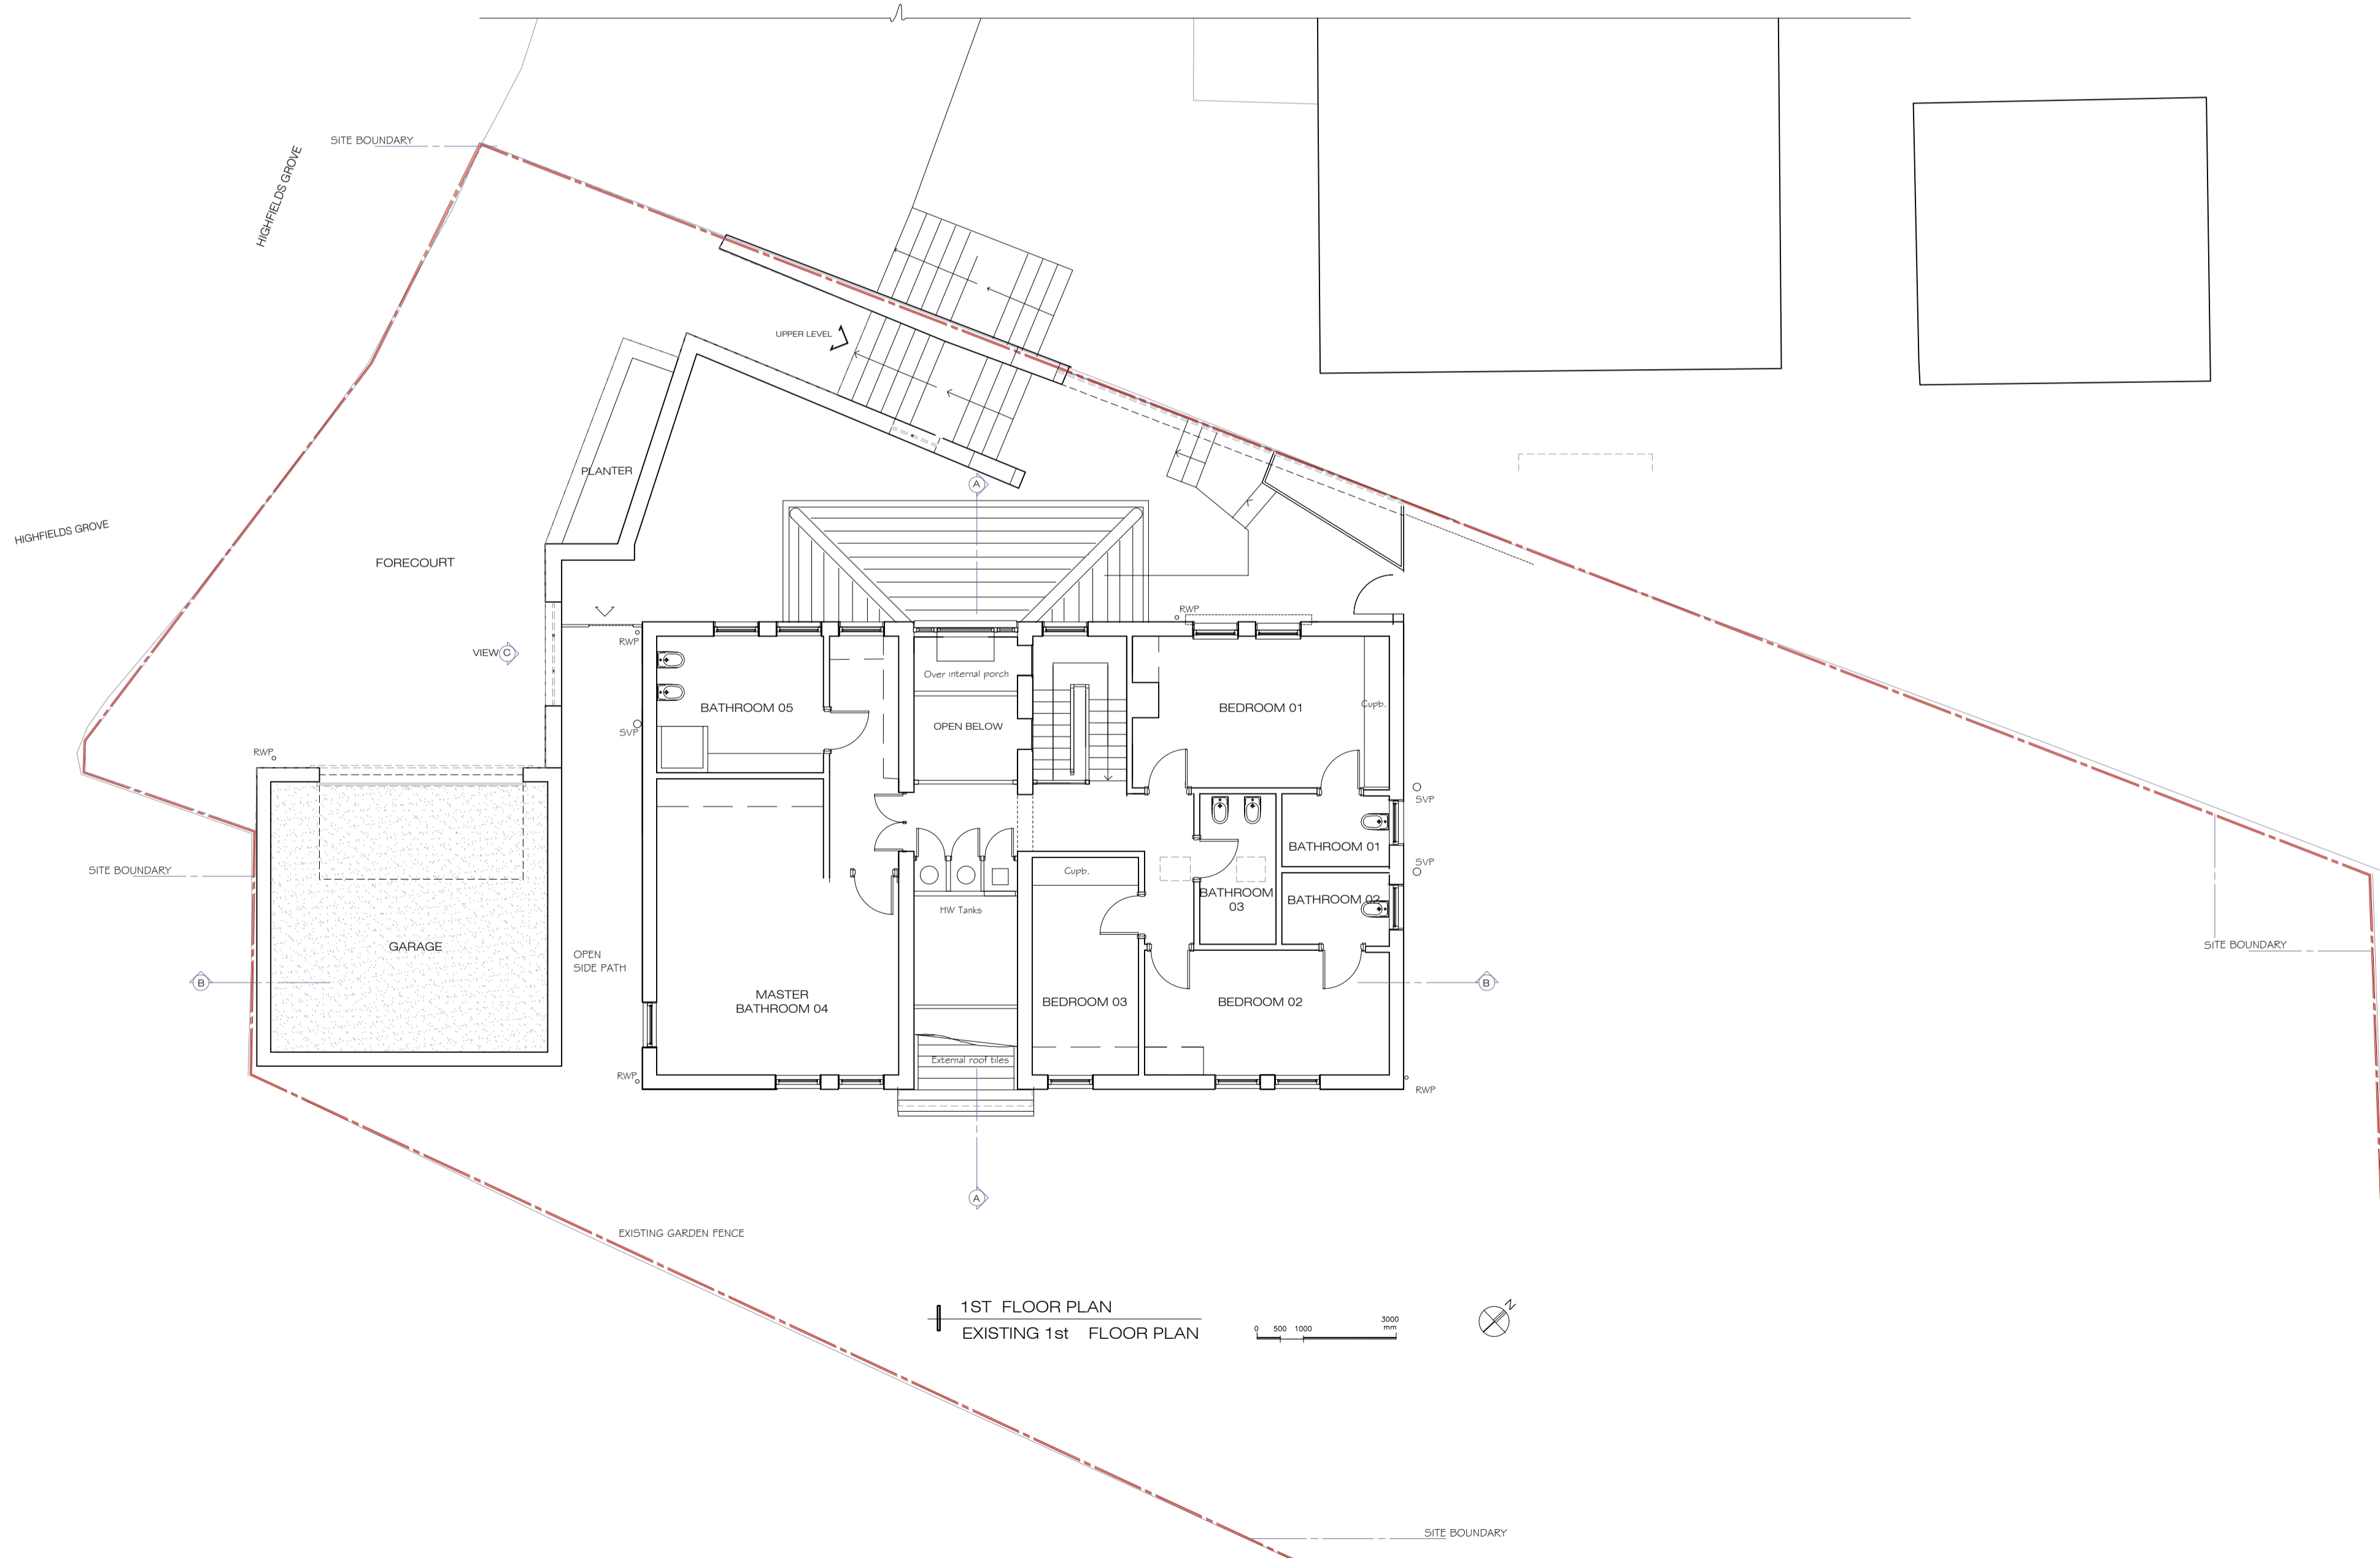 SITE BOUNDARY
HIGHFIELDS GROVE
UPPER LEVEL
PLANTER
A
HIGHFIELDS GROVE
FORECOURT
RWP
RWP
VIEW C
Over internal porch
BATHROOM 05
BEDROOM 01
Cupb.
OPEN BELOW
SVP
RWP
SVP
BATHROOM 01
SVP
SITE BOUNDARY
Cupb.
BATHROOM
03
BATHROOM 02
HW Tanks
GARAGE
SITE BOUNDARY
OPEN
SIDE PATH
B
B
MASTER
BATHROOM 04
BEDROOM 03
BEDROOM 02
External roof tiles
RWP
RWP
A
EXISTING GARDEN FENCE
1ST FLOOR PLAN
EXISTING 1st FLOOR PLAN
0 500 1000 3000
mm
N
SITE BOUNDARY